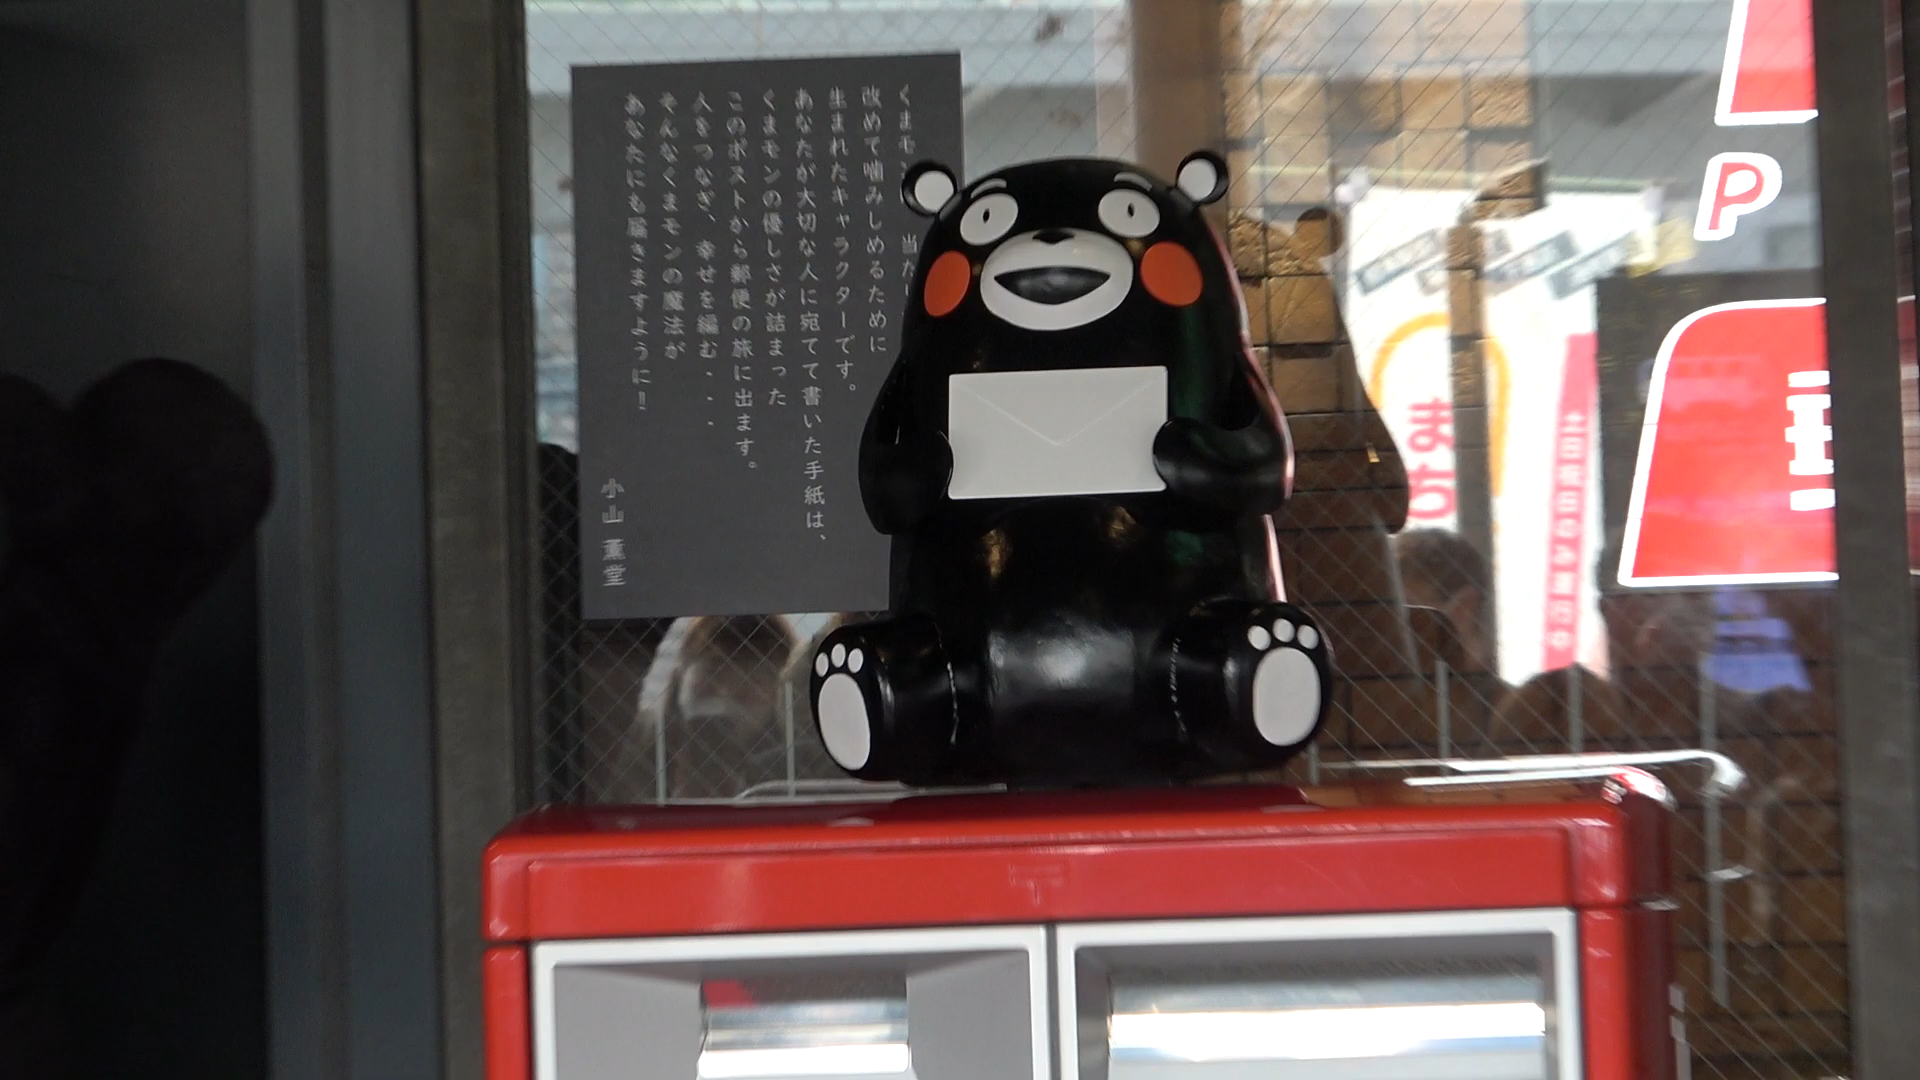 くまモン 当た
改めて噛みしめるために
生まれたキャラクターです。
あなたが大切な人に宛てて書いた手紙は、
くまモンの優しさが詰まった
このポストから郵便の旅に出ます。
人をつなぎ、幸せを編む・・・
そんなくまモンの魔法が
あなたにも届きますように!
小山 薫堂
P